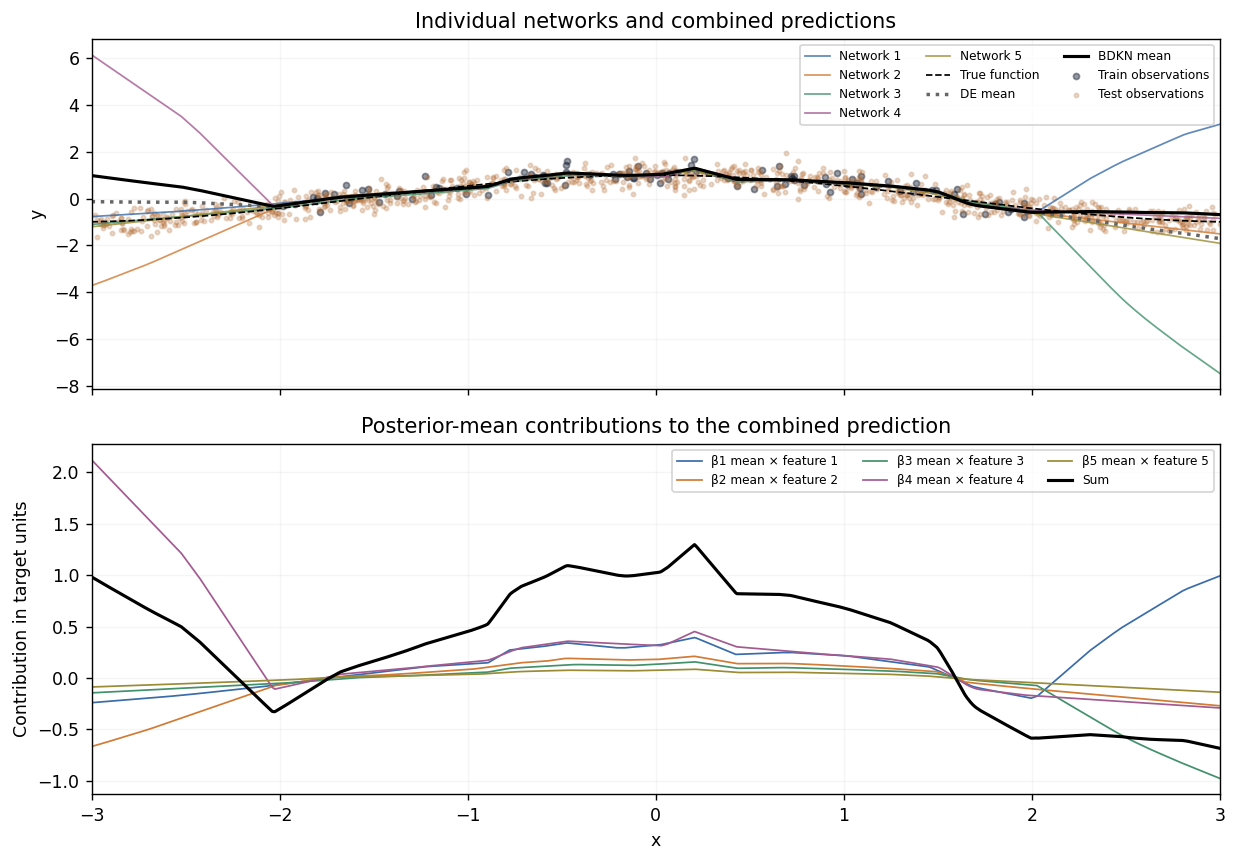 Individual networks and combined predictions
y
6
4
2
0
−2
−4
−6
−8
Network 1
Network 2
Network 3
Network 4
Network 5
True function
DE mean
BDKN mean
Train observations
Test observations
Posterior-mean contributions to the combined prediction
Contribution in target units
2.0
1.5
1.0
0.5
0.0
−0.5
−1.0
β1 mean × feature 1
β2 mean × feature 2
β3 mean × feature 3
β4 mean × feature 4
β5 mean × feature 5
Sum
−3
−2
−1
0
1
2
3
x